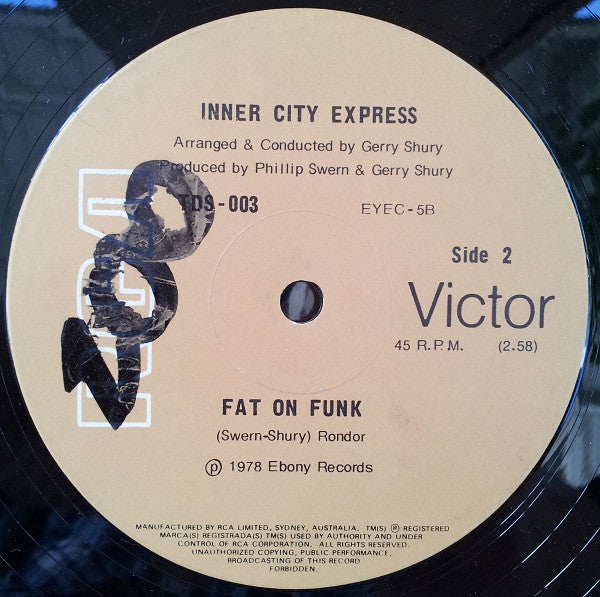 INNER CITY EXPRESS
Arranged & Conducted by Gerry Shury
Produced by Phillip Swern & Gerry Shury
TDS-003
EYEC-5B
Side 2
Victor
45 R.P.M. (2.58)
FAT ON FUNK
(Swern-Shury) Rondor
℗ 1978 Ebony Records
MANUFACTURED BY RCA LIMITED, SYDNEY, AUSTRALIA. TM(S) ® REGISTERED
MARCA(S) REGISTRADA(S) TM(S) USED BY AUTHORITY AND UNDER
CONTROL OF RCA CORPORATION. ALL RIGHTS RESERVED.
UNAUTHORIZED COPYING, PUBLIC PERFORMANCE,
BROADCASTING OF THIS RECORD
FORBIDDEN.